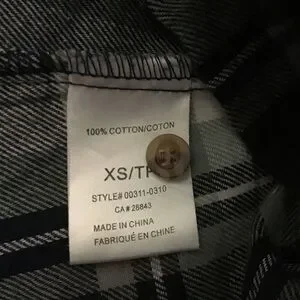 100% COTTON/COTON
XS/TP
STYLE# 00311-0310
CA# 26843
MADE IN CHINA
FABRIQUÉ EN CHINE